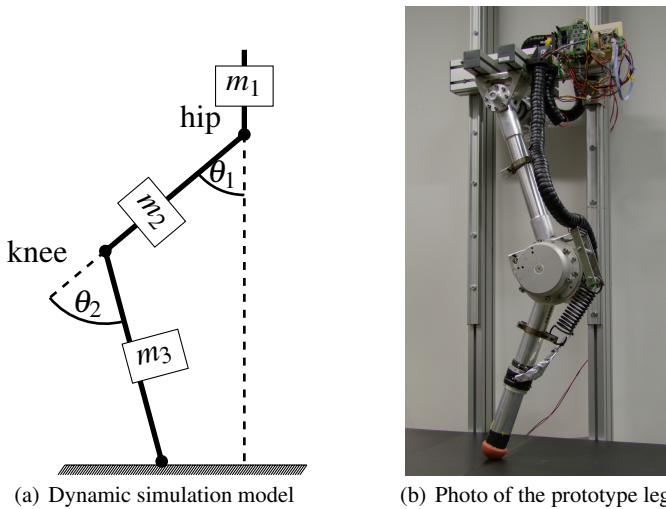 m1
hip
θ1
m2
knee
θ2
m3
(a) Dynamic simulation model
(b) Photo of the prototype leg